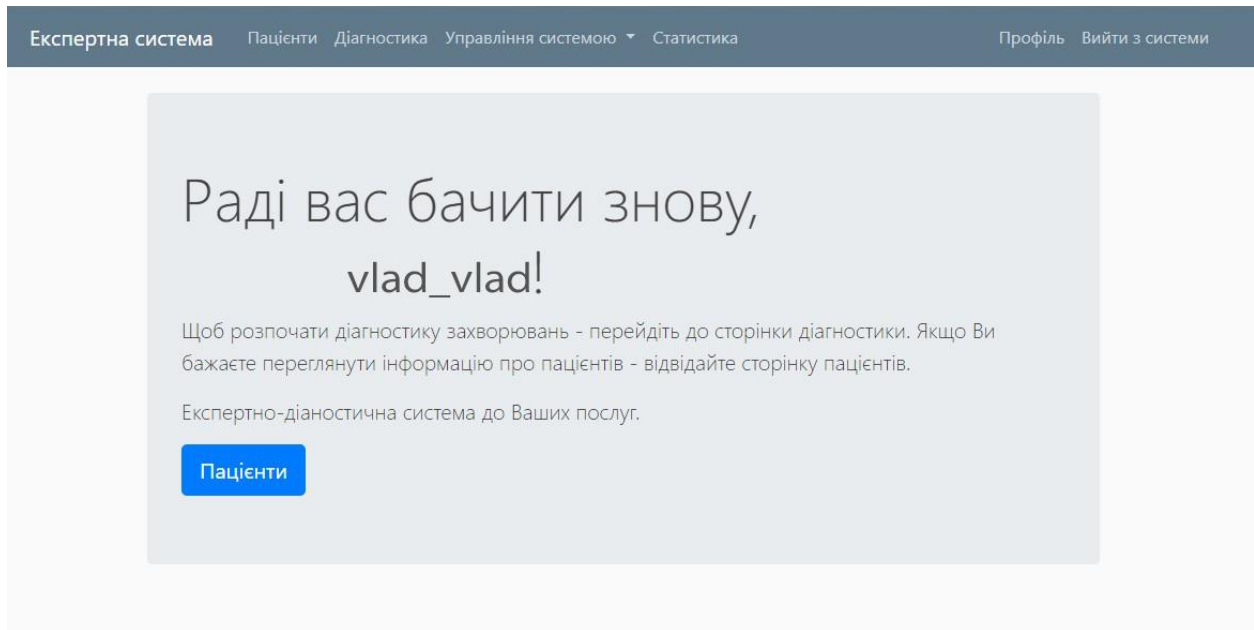 Експертна система Пацієнти Діагностика Управління системою Статистика Профіль Вийти з системи
Раді вас бачити знову,
vlad_vlad!
Щоб розпочати діагностику захворювань - перейдіть до сторінки діагностики. Якщо Ви
бажаєте переглянути інформацію про пацієнтів - відвідайте сторінку пацієнтів.
Експертно-діаностична система до Ваших послуг.
Пацієнти